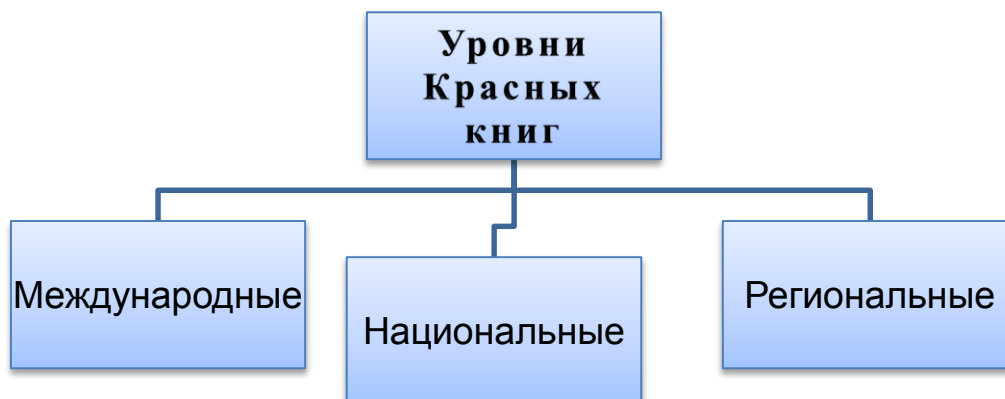 Уровни
Красных
книг
Международные
Национальные
Региональные